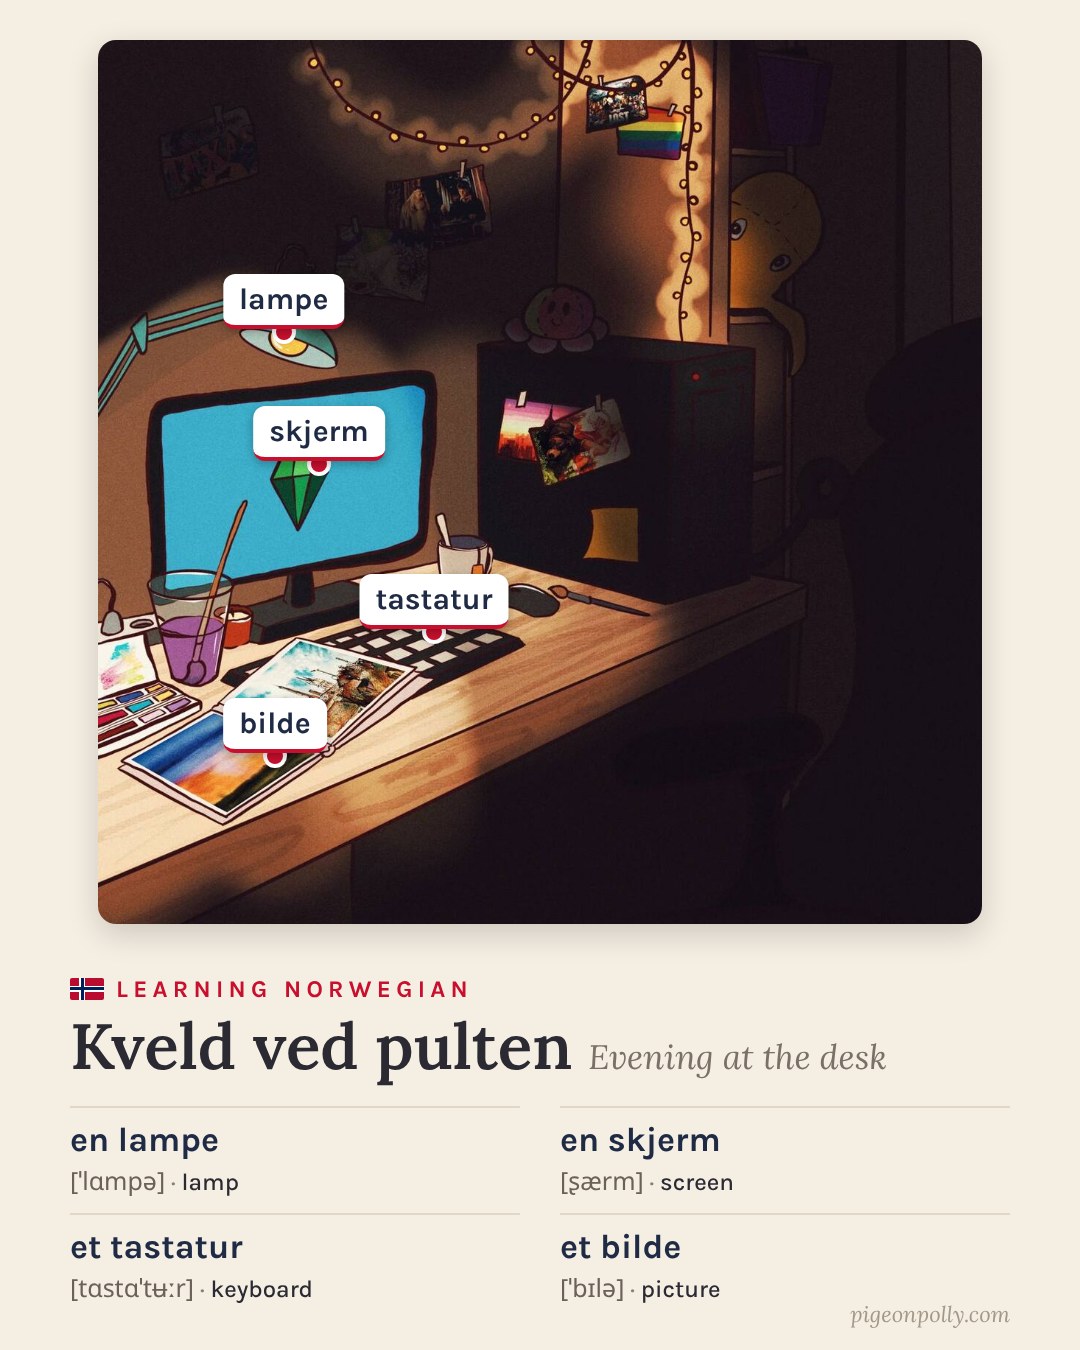 LOST
lampe
skjerm
tastatur
bilde
LEARNING NORWEGIAN
Kveld ved pulten Evening at the desk
en lampe
[ˈlɑmpə] · lamp
en skjerm
[ʂærm] · screen
et tastatur
[tɑstɑˈtʉːr] · keyboard
et bilde
[ˈbɪlə] · picture
pigeonpolly.com